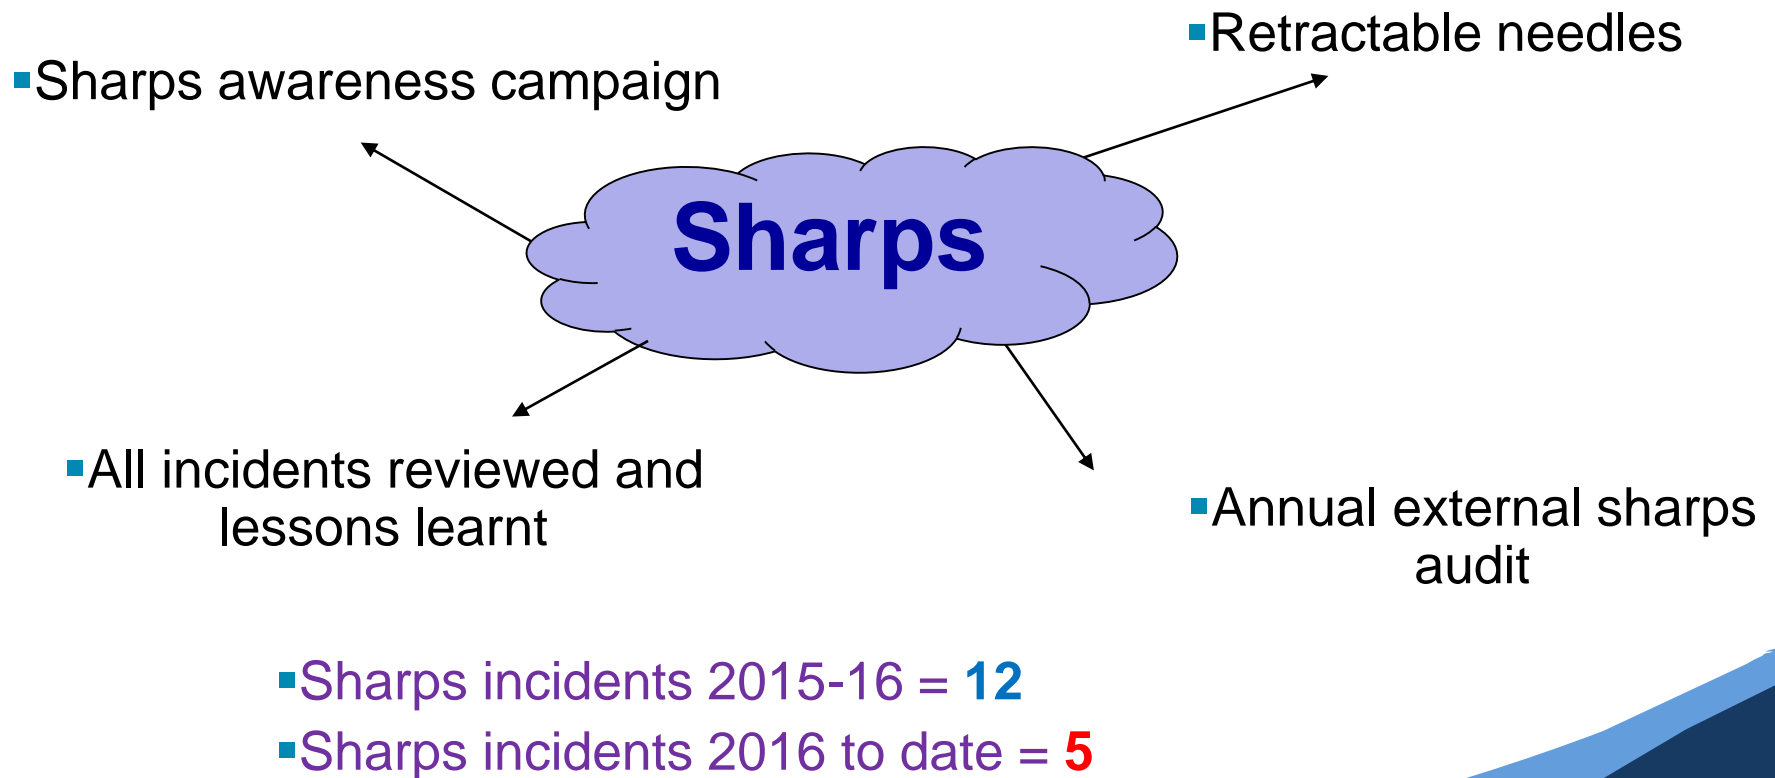 ▪Retractable needles
▪Sharps awareness campaign
Sharps
▪All incidents reviewed and
lessons learnt
▪Annual external sharps
audit
▪Sharps incidents 2015-16 = 12
▪Sharps incidents 2016 to date = 5